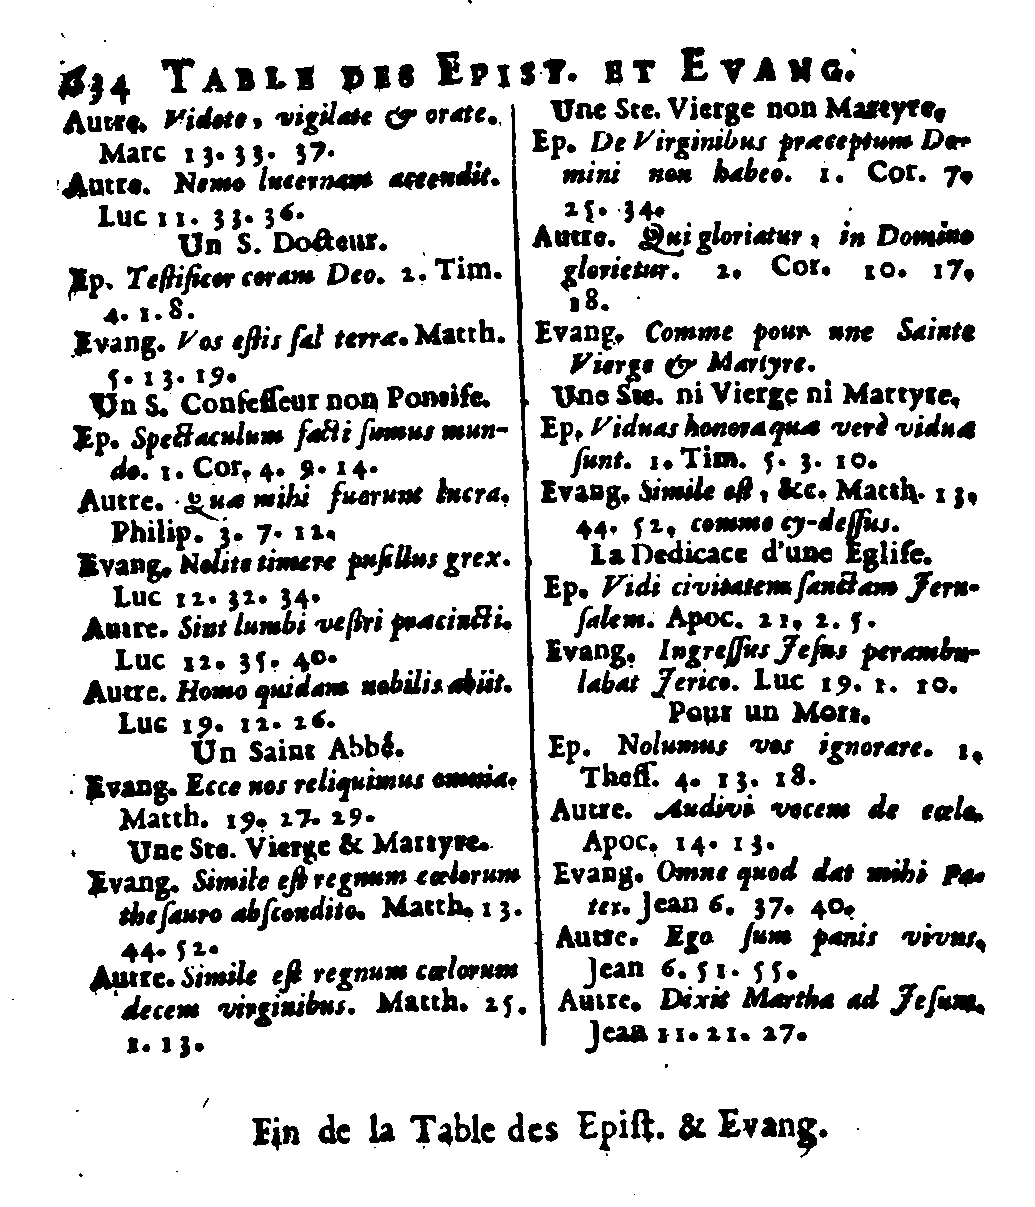 634 TABLE DES EPIST. ET EVANG.
Autre. Videte, vigilate & orate.
Marc 13. 33. 37.
Autre. Nemo lucernam accendit.
Luc 11. 33. 36.
Un S. Docteur.
Ep. Teſtificor coram Deo. 2. Tim.
4. 1. 8.
Evang. Vos eſtis ſal terræ. Matth.
5. 13. 19.
Un S. Confeſſeur non Pontife.
Ep. Spectaculum facti ſumus mun-
do. 1. Cor. 4. 9. 14.
Autre. Quæ mihi fuerunt lucra.
Philip. 3. 7. 12.
Evang. Nolite timere puſillus grex.
Luc 12. 32. 34.
Autre. Sint lumbi veſtri præcincti.
Luc 12. 35. 40.
Autre. Homo quidam nobilis abiit.
Luc 19. 12. 26.
Un Saint Abbé.
Evang. Ecce nos reliquimus omnia.
Matth. 19. 27. 29.
Une Ste. Vierge & Martyre.
Evang. Simile eſt regnum cœlorum
theſauro abſcondito. Matth. 13.
44. 52.
Autre. Simile eſt regnum cœlorum
decem virginibus. Matth. 25.
1. 13.
Une Ste. Vierge non Martyre.
Ep. De Virginibus præceptum Do-
mini non habeo. 1. Cor. 7.
25. 34.
Autre. Qui gloriatur, in Domino
glorietur. 2. Cor. 10. 17.
18.
Evang. Comme pour une Sainte
Vierge & Martyre.
Une Ste. ni Vierge ni Martyre.
Ep. Viduas honora quæ verè viduæ
ſunt. 1. Tim. 5. 3. 10.
Evang. Simile eſt, &c. Matth. 13.
44. 52. comme cy-deſſus.
La Dedicace d'une Egliſe.
Ep. Vidi civitatem ſanctam Jeru-
ſalem. Apoc. 21. 2. 5.
Evang. Ingreſſus Jeſus perambu-
labat Jerico. Luc 19. 1. 10.
Pour un Mort.
Ep. Nolumus vos ignorare. 1.
Theſſ. 4. 13. 18.
Autre. Audivi vocem de cœlo.
Apoc. 14. 13.
Evang. Omne quod dat mihi Pa-
ter. Jean 6. 37. 40.
Autre. Ego ſum panis vivus.
Jean 6. 51. 55.
Autre. Dixit Martha ad Jeſum.
Jean 11. 21. 27.
Fin de la Table des Epiſt. & Evang.